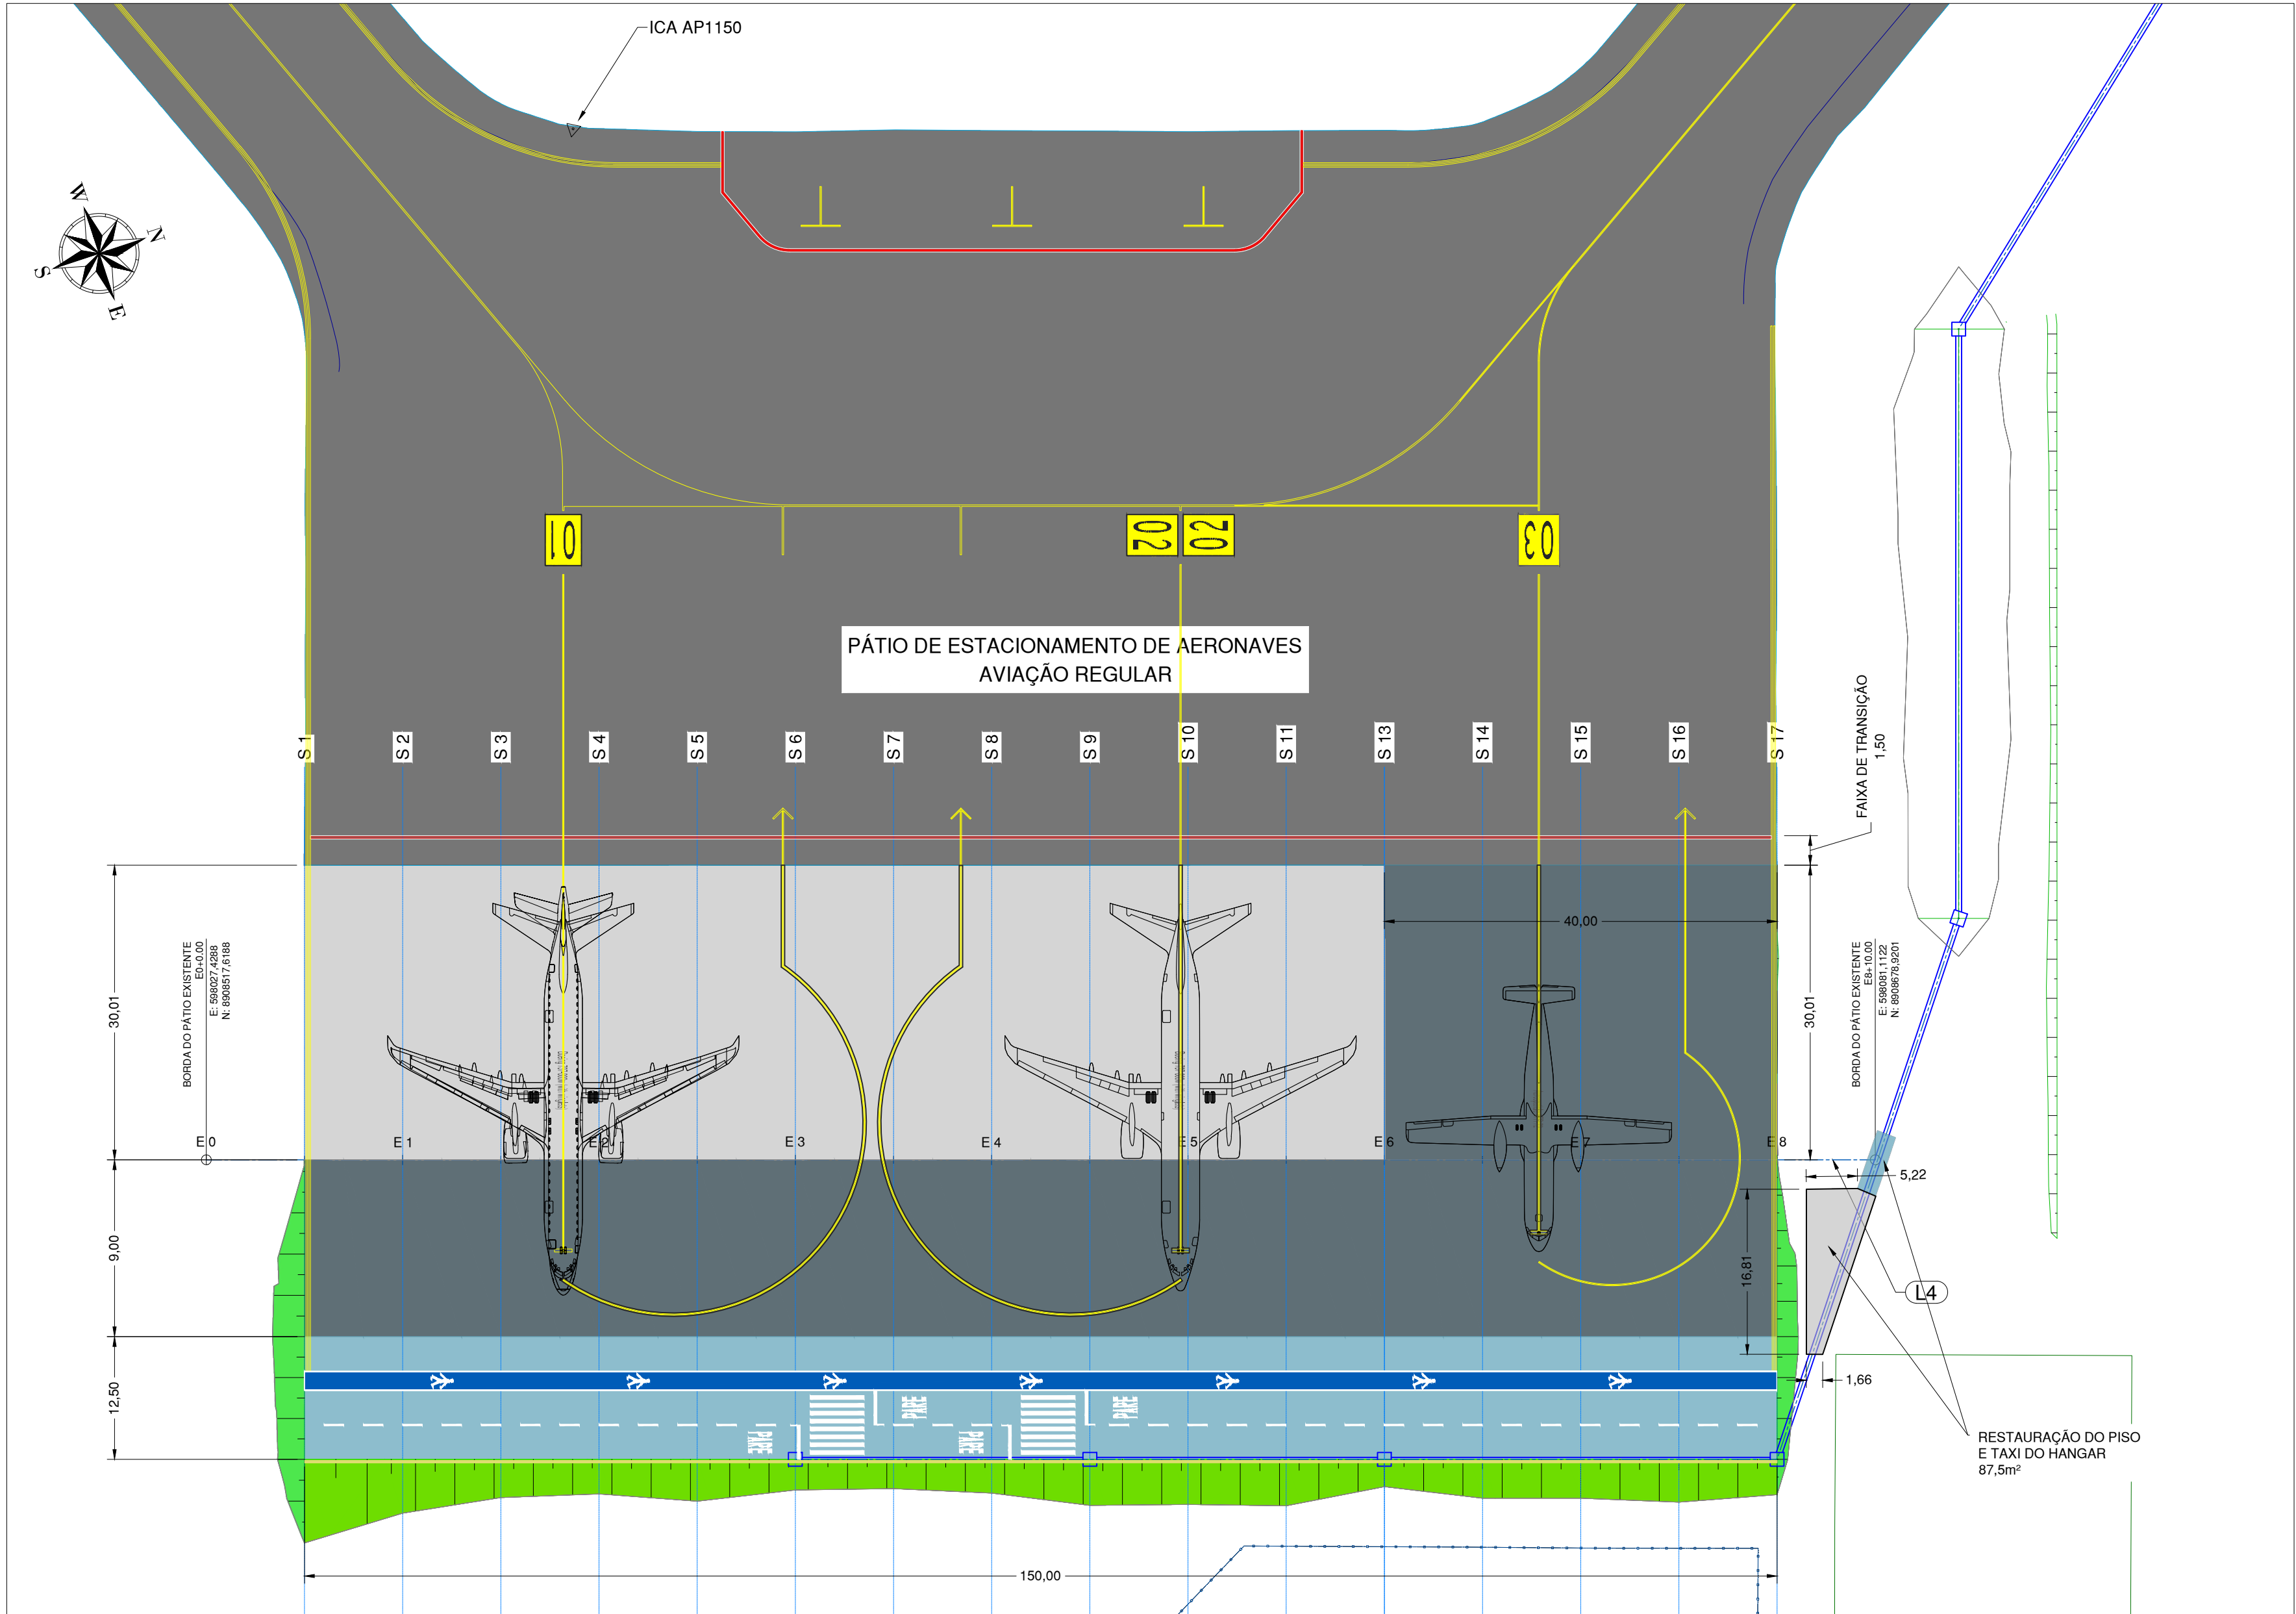 ICA AP1150
W
N
S
E
01
02
20
03
PÁTIO DE ESTACIONAMENTO DE AERONAVES
AVIAÇÃO REGULAR
S 1
S 2
S 3
S 4
S 5
S 6
S 7
S 8
S 9
S 10
S 11
S 13
S 14
S 15
S 16
S 17
FAIXA DE TRANSIÇÃO
1,50
40,00
30,01
30,01
BORDA DO PÁTIO EXISTENTE
E0+0.00
E: 598027,4288
N: 8908517,6188
BORDA DO PÁTIO EXISTENTE
E8+10.00
E: 598081,1122
N: 8908678,9201
E 0
E 1
E 2
E 3
E 4
E 5
E 6
E 7
E 8
5,22
9,00
16,81
L4
12,50
1,66
PARE
PARE
PARE
PARE
RESTAURAÇÃO DO PISO
E TAXI DO HANGAR
87,5m²
150,00